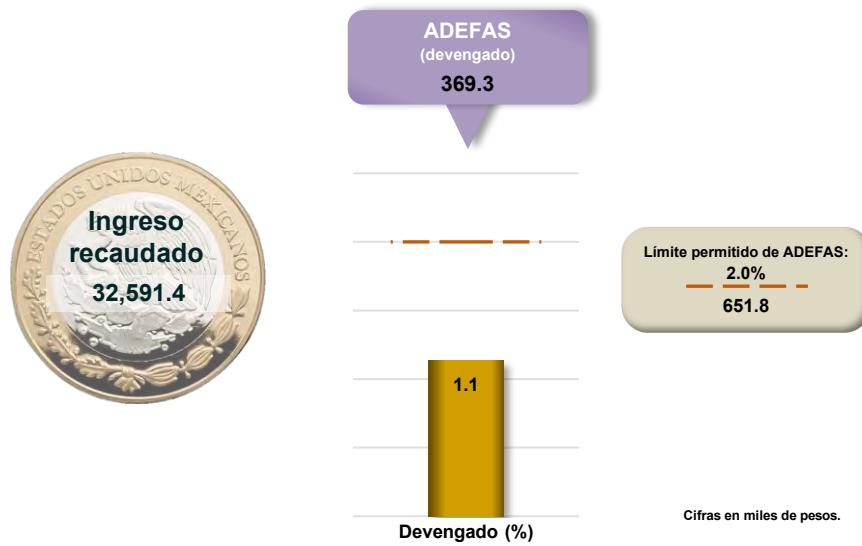 ADEFAS
(devengado)
369.3
ESTADOS UNIDOS MEXICANOS
Ingreso
recaudado
32,591.4
Límite permitido de ADEFAS:
2.0%
651.8
1.1
Devengado (%)
Cifras en miles de pesos.